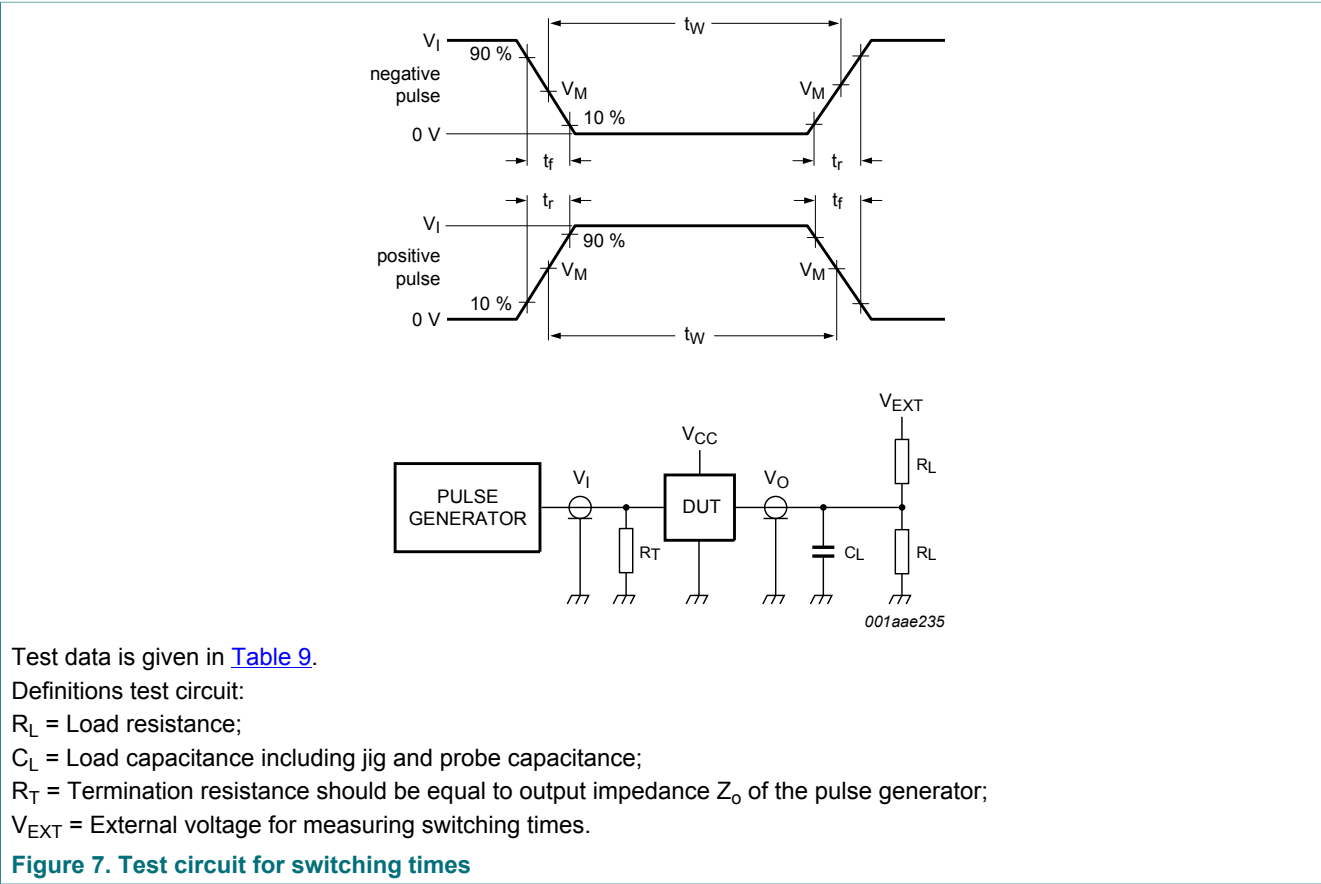 tW
VI
90 %
negative
pulse
VM
VM
10 %
0 V
tf
tr
tr
tf
VI
90 %
positive
pulse
VM
VM
10 %
0 V
tW
VEXT
VCC
RL
VI
VO
PULSE
GENERATOR
DUT
RT
CL
RL
001aae235
Test data is given in Table 9.
Definitions test circuit:
RL = Load resistance;
CL = Load capacitance including jig and probe capacitance;
RT = Termination resistance should be equal to output impedance Zo of the pulse generator;
VEXT = External voltage for measuring switching times.
Figure 7. Test circuit for switching times